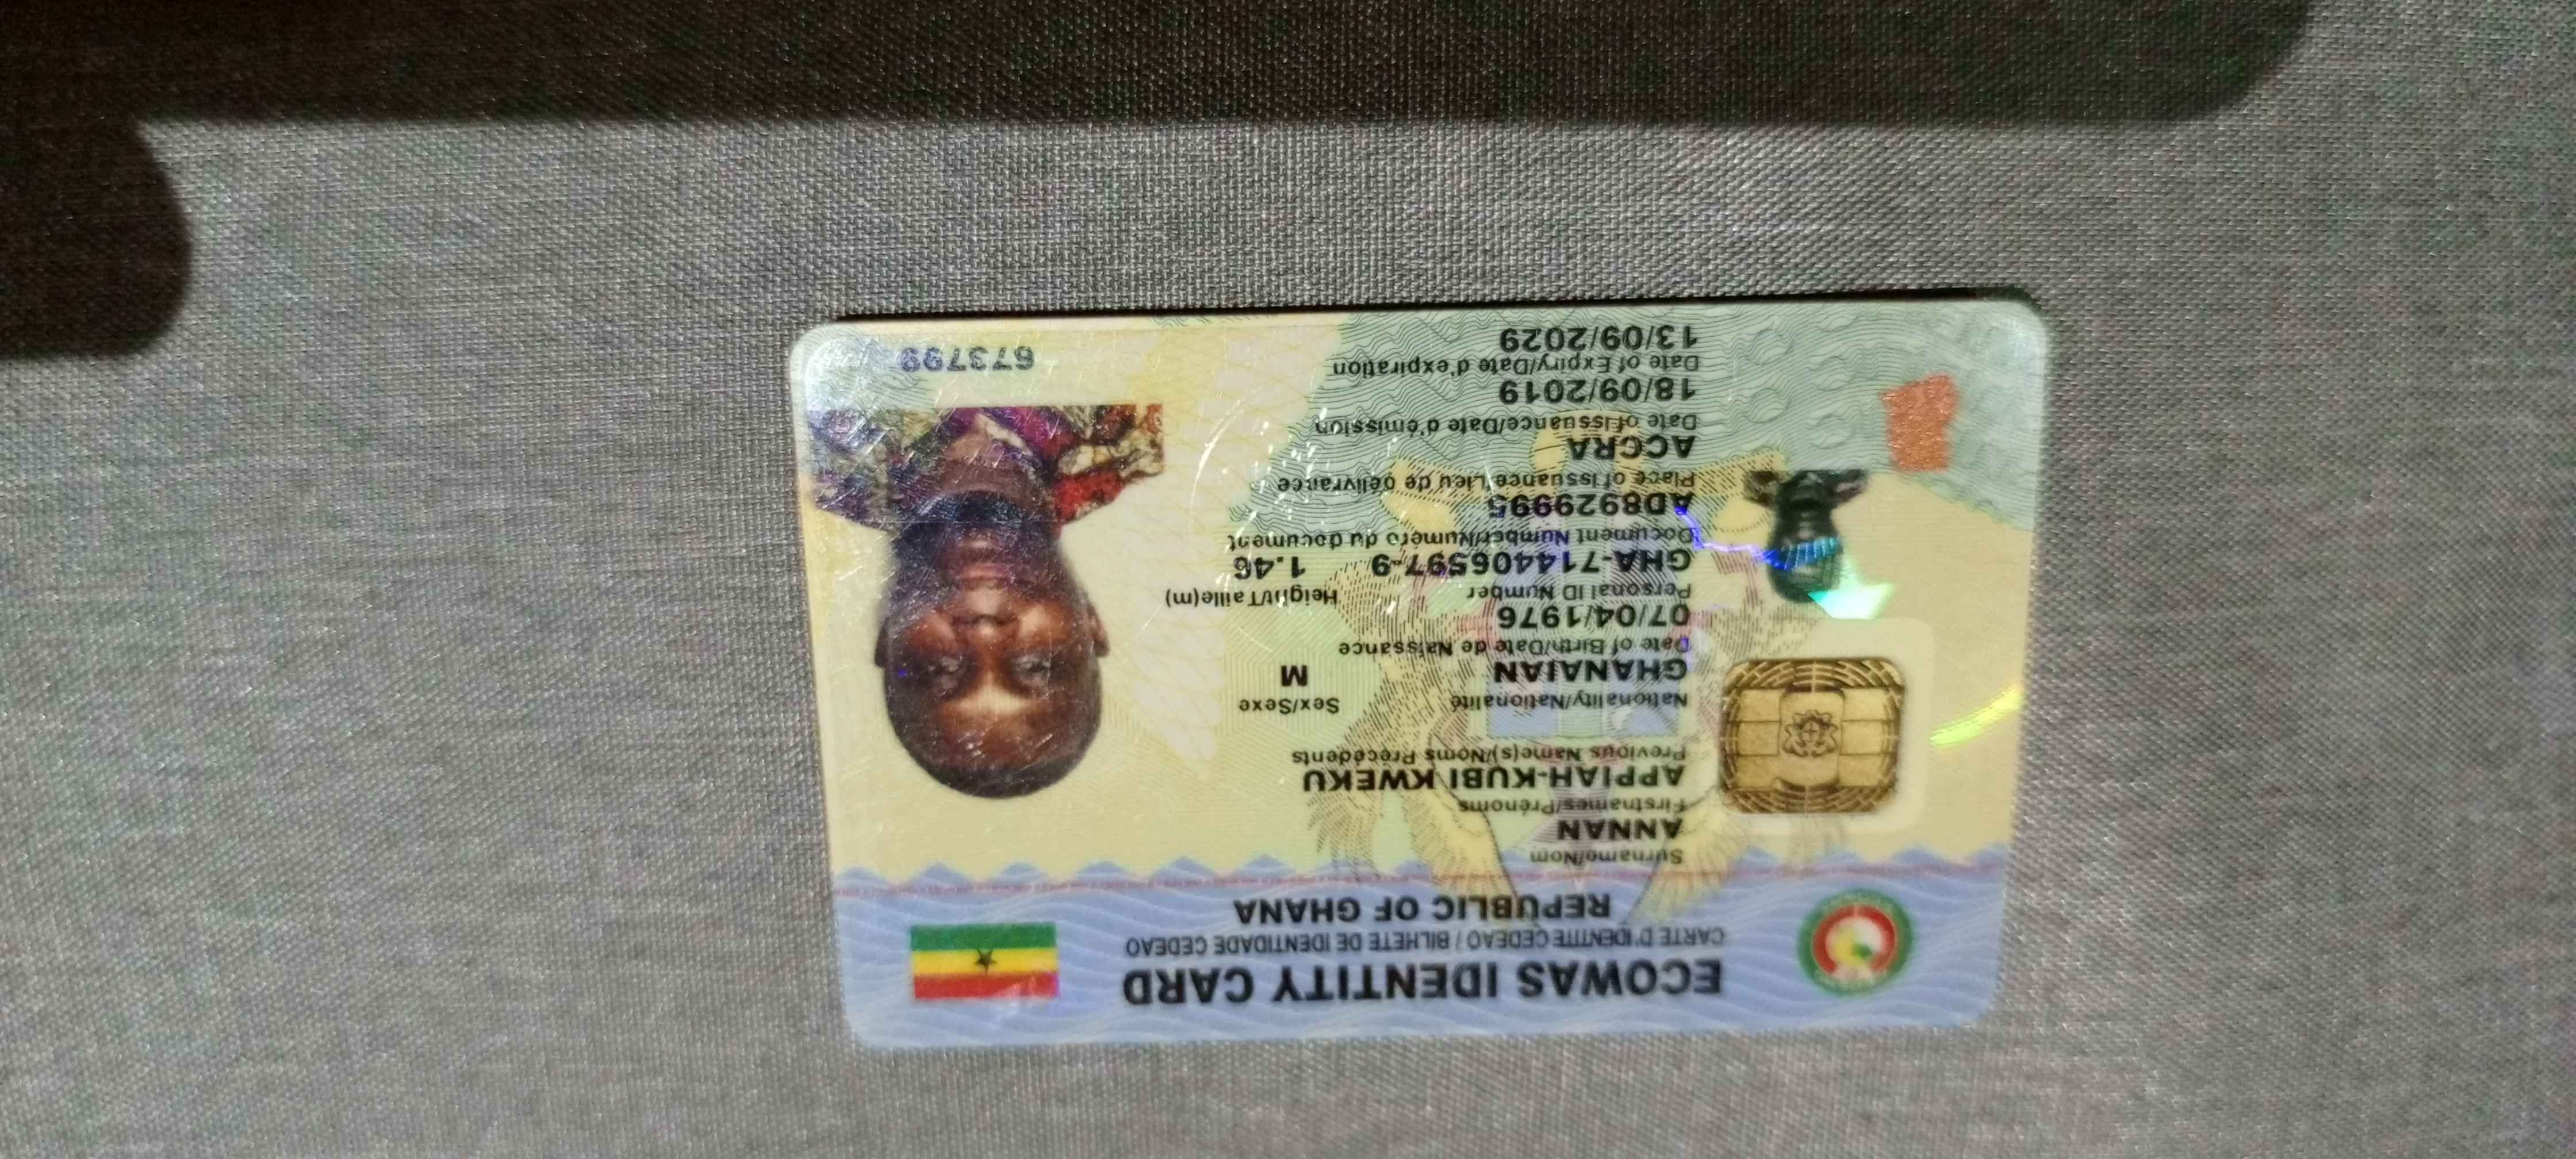 ECOWAS IDENTITY CARD
CARTE D'IDENTITE CEDEAO / BILHETE DE IDENTIDADE CEDEAO
REPUBLIC OF GHANA
Surname/Nom
ANNAN
Firstnames/Prénoms
APPIAH-KUBI KWEKU
Previous Name(s)/Noms Précédents
Nationality/Nationalité Sex/Sexe
GHANAIAN M
Date of Birth/Date de Naissance
07/04/1976
Personal ID Number Height/Taille(m)
GHA-714406597-9 1.46
Document Number/Numéro du document
AD8929995
Place of Issuance/Lieu de délivrance
ACCRA
Date of Issuance/Date d'émission
18/09/2019
Date of Expiry/Date d'expiration
13/09/2029
673799